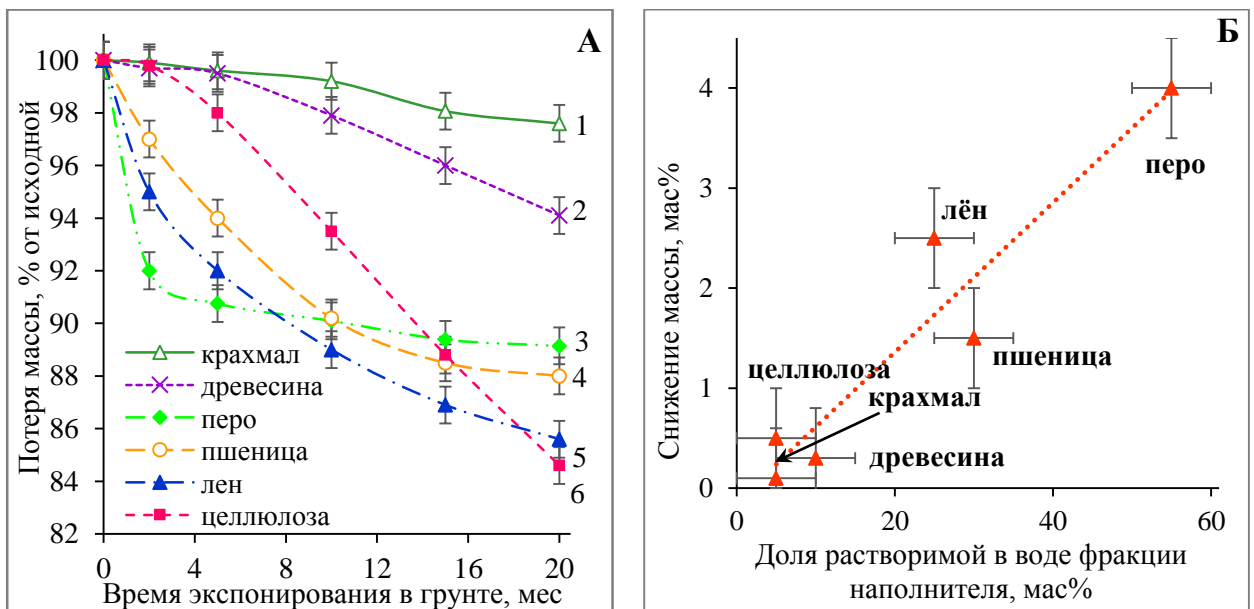 А
Потеря массы, % от исходной
100
98
96
94
92
90
88
86
84
82
1
2
3
4
5
6
крахмал
древесина
перо
пшеница
лен
целлюлоза
0 4 8 12 16 20
Время экспонирования в грунте, мес
Б
Снижение массы, мас%
4
3
2
1
0
перо
лён
пшеница
целлюлоза
крахмал
древесина
0 20 40 60
Доля растворимой в воде фракции
наполнителя, мас%